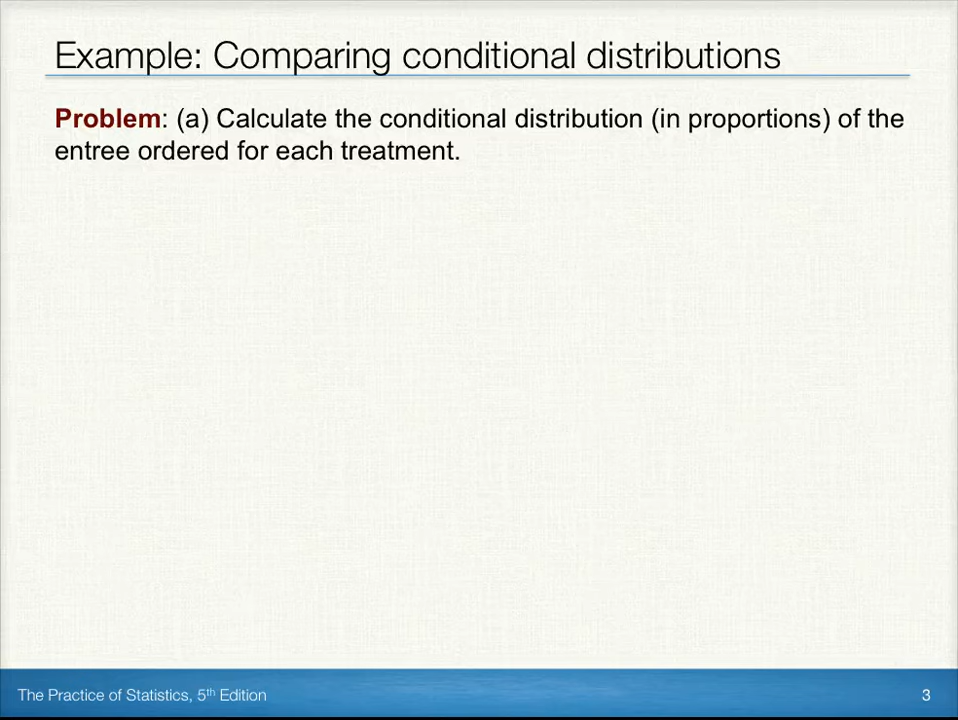 Example: Comparing conditional distributions
Problem: (a) Calculate the conditional distribution (in proportions) of the
entree ordered for each treatment.
The Practice of Statistics, 5th Edition
3